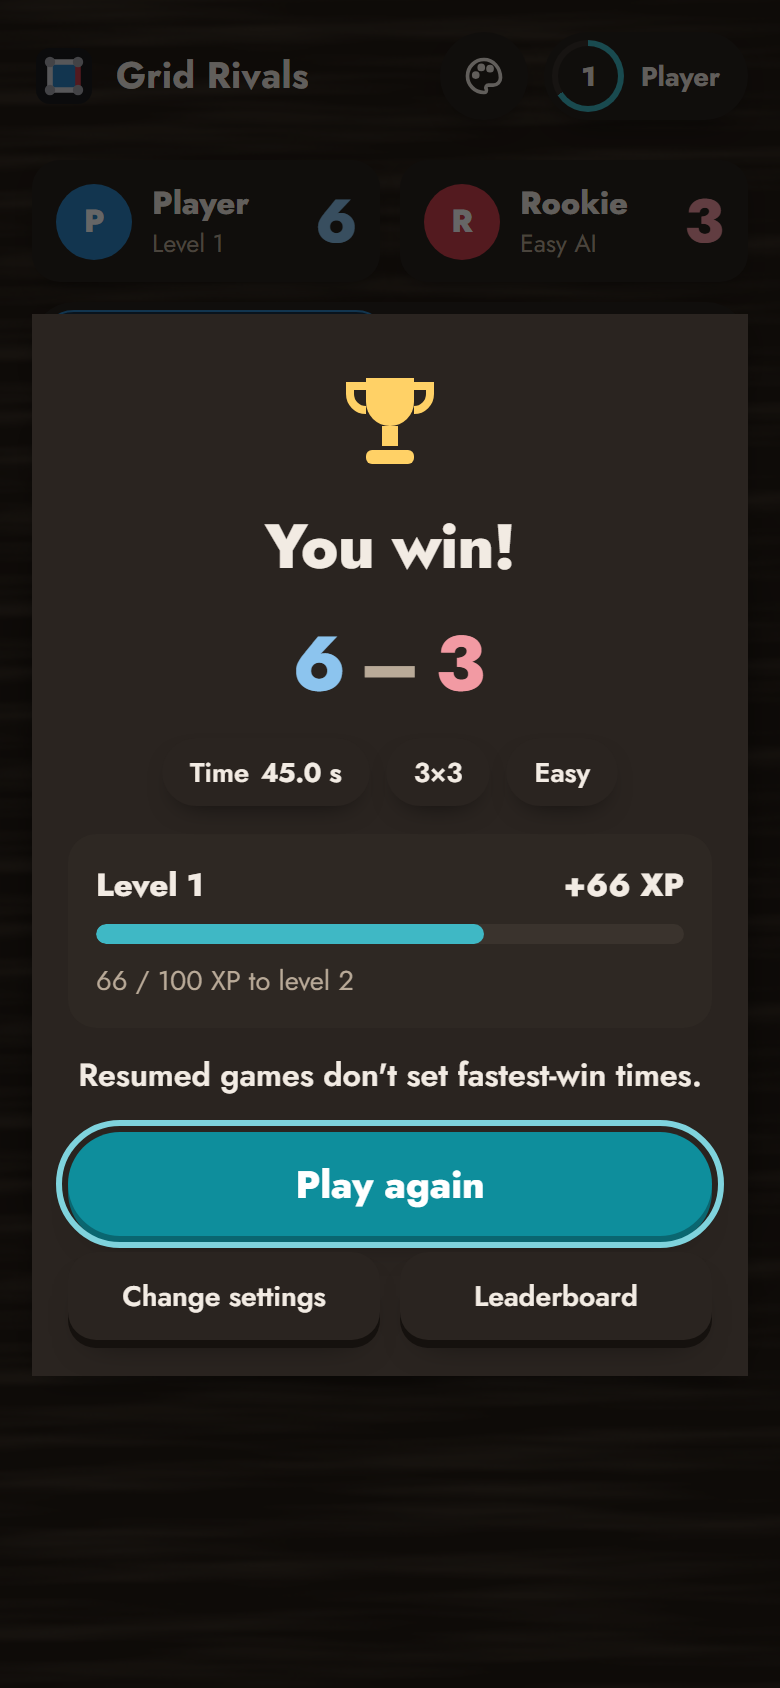 Grid Rivals
1 Player
P Player 6
Level 1
R Rookie 3
Easy AI
You win!
6 – 3
Time 45.0 s 3×3 Easy
Level 1 +66 XP
66 / 100 XP to level 2
Resumed games don't set fastest-win times.
Play again
Change settings Leaderboard